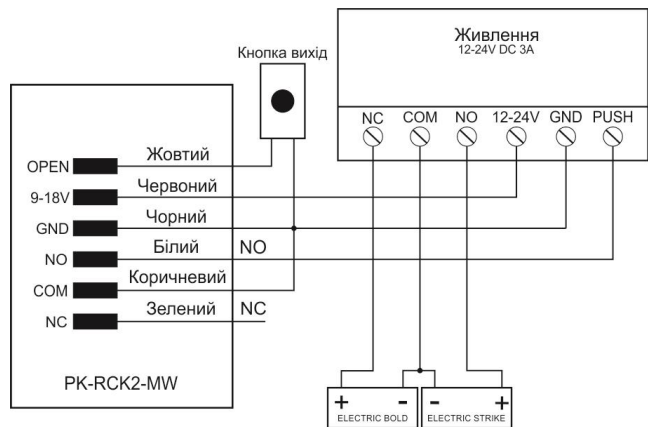 Живлення
12-24V DC 3A
Кнопка вихід
NC COM NO 12-24V GND PUSH
OPEN Жовтий
9-18V Червоний
GND Чорний
NO Білий NO
COM Коричневий
NC Зелений NC
PK-RCK2-MW
+ - - +
ELECTRIC BOLD ELECTRIC STRIKE